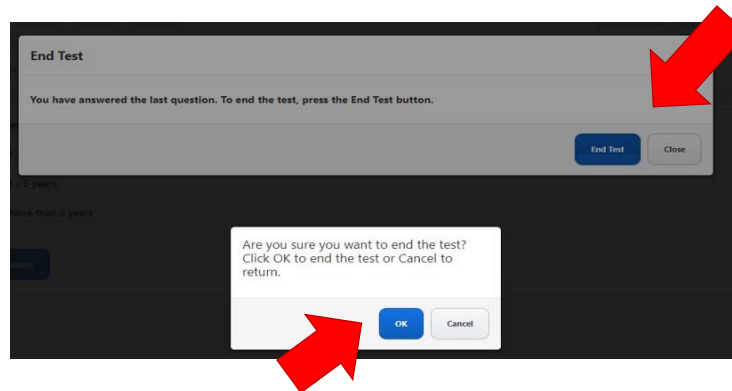 End Test
You have answered the last question. To end the test, press the End Test button.
End Test Close
- 5 years
more than 5 years
Are you sure you want to end the test?
Click OK to end the test or Cancel to
return.
OK Cancel